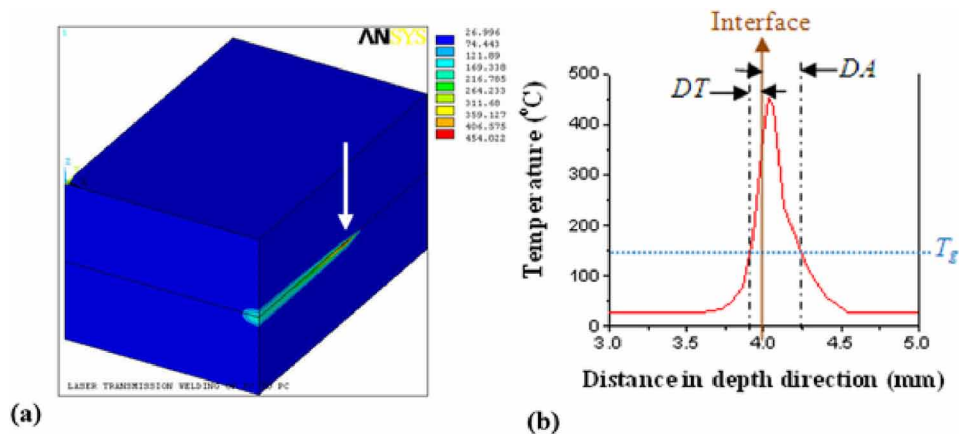 1
ANSYS
26.996
74.443
121.89
169.338
216.785
264.233
311.68
359.127
406.575
454.022
Z
LASER TRANSMISSION WELDING
PC
(a)
Interface
DT
DA
Temperature (°C)
500
400
300
200
100
0
Tg
3.0 3.5 4.0 4.5 5.0
Distance in depth direction (mm)
(b)